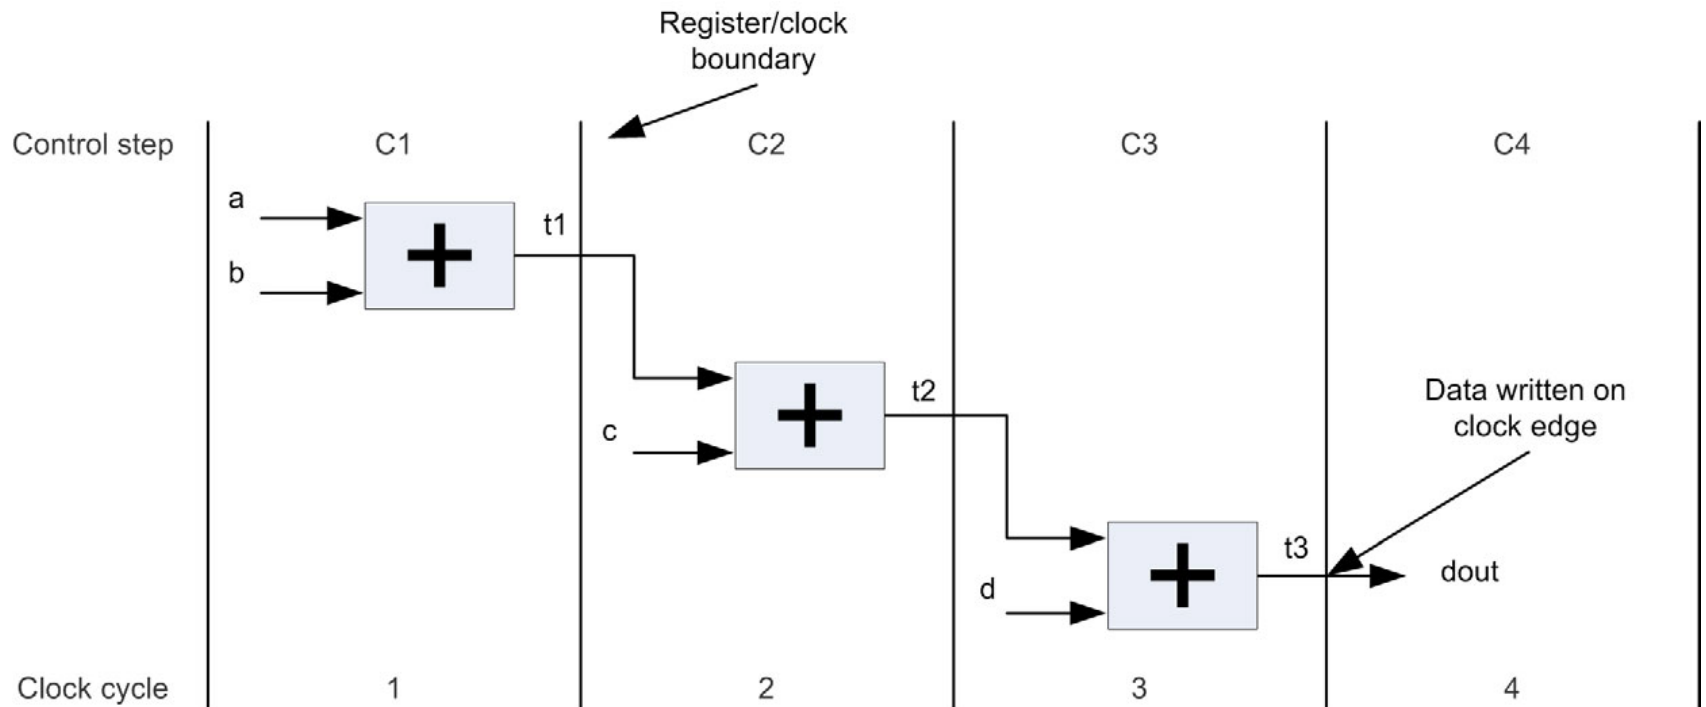 Register/clock
boundary
Control step
C1
C2
C3
C4
a
b
t1
c
t2
d
t3
Data written on
clock edge
dout
Clock cycle
1
2
3
4